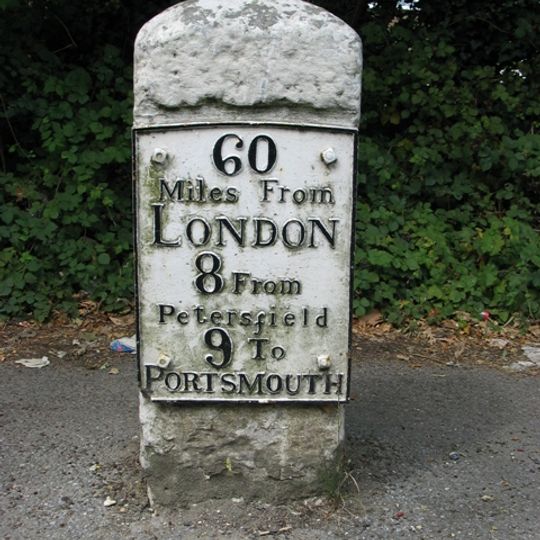 60
Miles From
LONDON
8 From
Petersfield
9 To
PORTSMOUTH